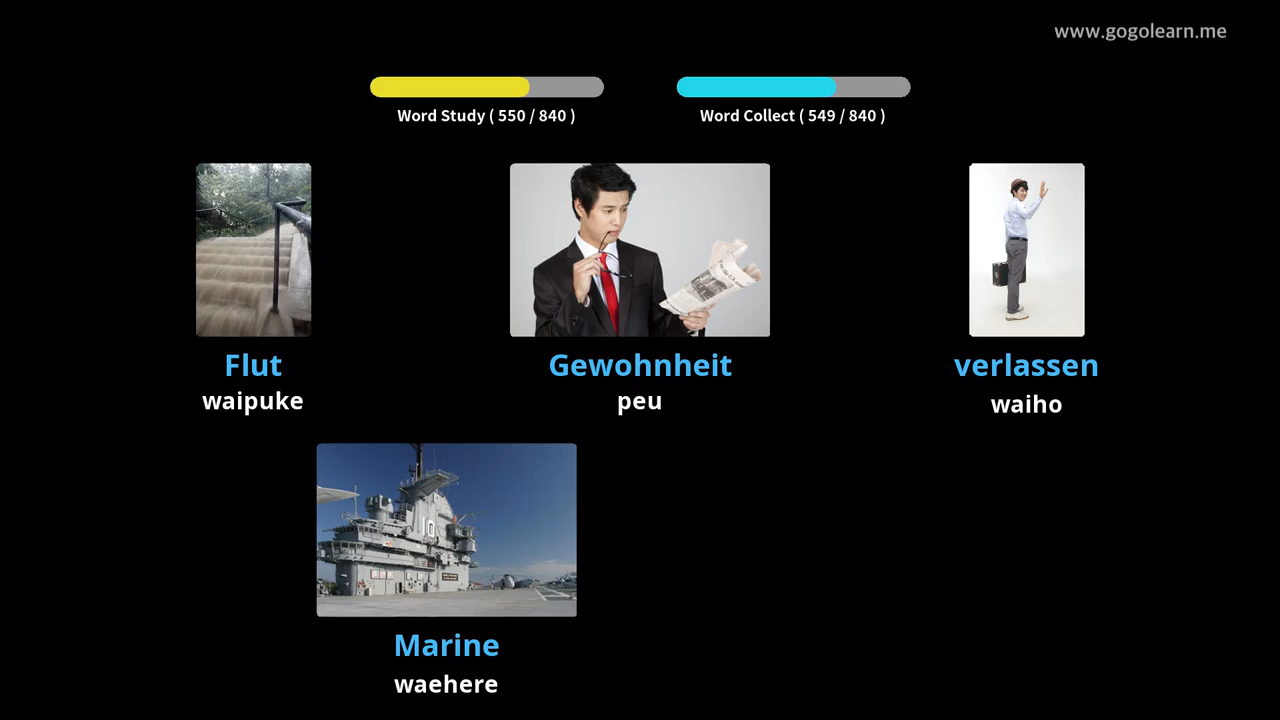 www.gogolearn.me
Word Study ( 550 / 840 )
Word Collect ( 549 / 840 )
Flut
waipuke
Gewohnheit
peu
verlassen
waiho
10
Marine
waehere